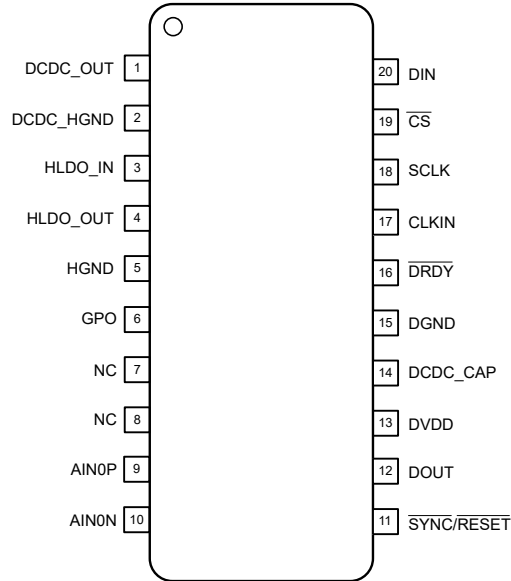 DCDC_OUT 1
DCDC_HGND 2
HLDO_IN 3
HLDO_OUT 4
HGND 5
GPO 6
NC 7
NC 8
AIN0P 9
AIN0N 10
20 DIN
19 CS
18 SCLK
17 CLKIN
16 DRDY
15 DGND
14 DCDC_CAP
13 DVDD
12 DOUT
11 SYNC/RESET